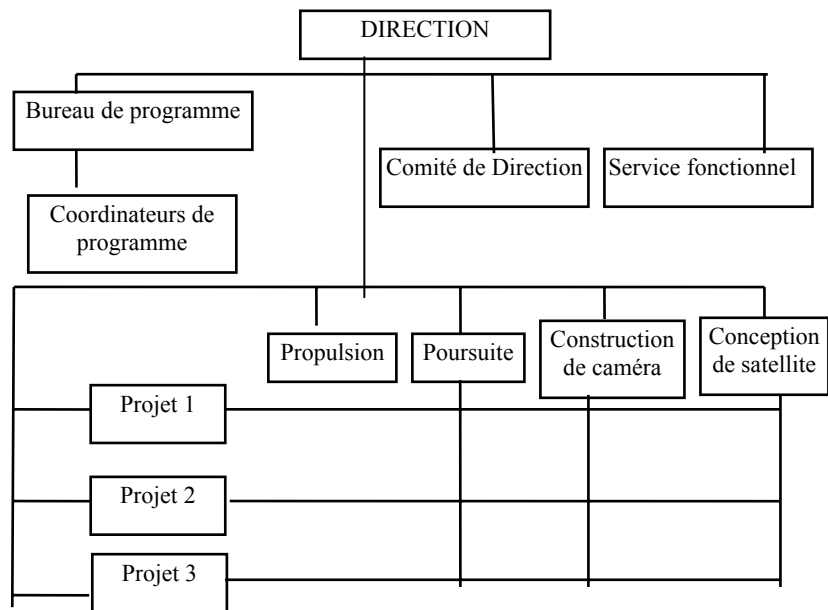 DIRECTION
Bureau de programme
Comité de Direction
Service fonctionnel
Coordinateurs de
programme
Propulsion
Poursuite
Construction
de caméra
Conception
de satellite
Projet 1
Projet 2
Projet 3